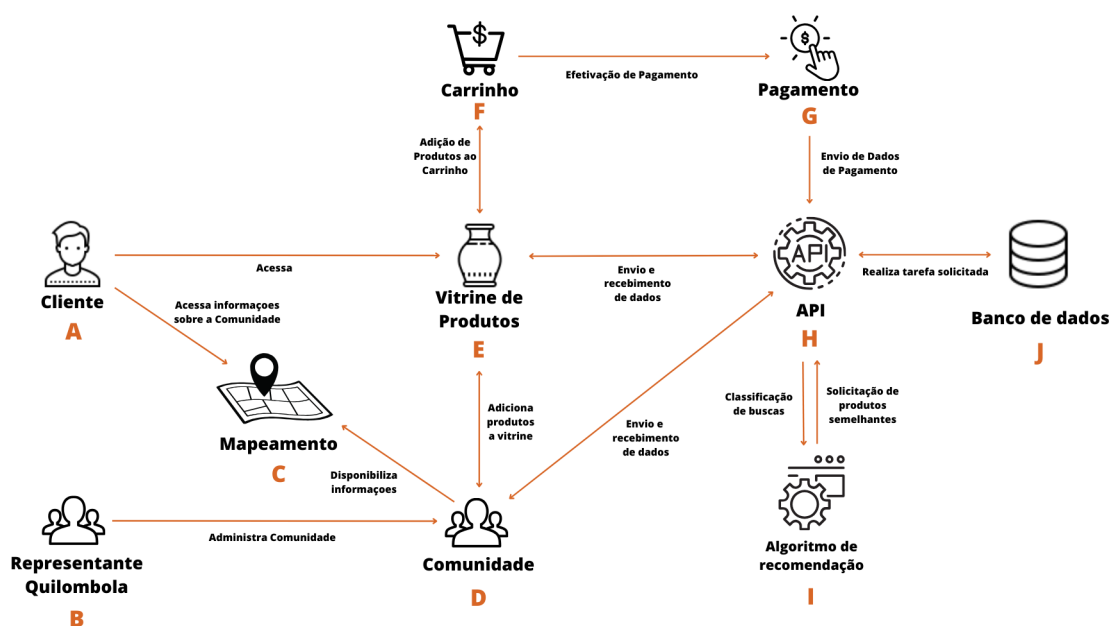 $
$
Carrinho
F
Efetivação de Pagamento
Pagamento
G
Adição de
Produtos ao
Carrinho
Envio de Dados
de Pagamento
Cliente
A
Acessa
Vitrine de
Produtos
E
Envio e
recebimento
de dados
API
API
H
Realiza tarefa solicitada
Banco de dados
J
Acessa informaçoes
sobre a Comunidade
Mapeamento
C
Adiciona
produtos
a vitrine
Envio e
recebimento
de dados
Classificação
de buscas
Solicitação de
produtos
semelhantes
Disponibiliza
informaçoes
Representante
Quilombola
B
Administra Comunidade
Comunidade
D
Algoritmo de
recomendação
I